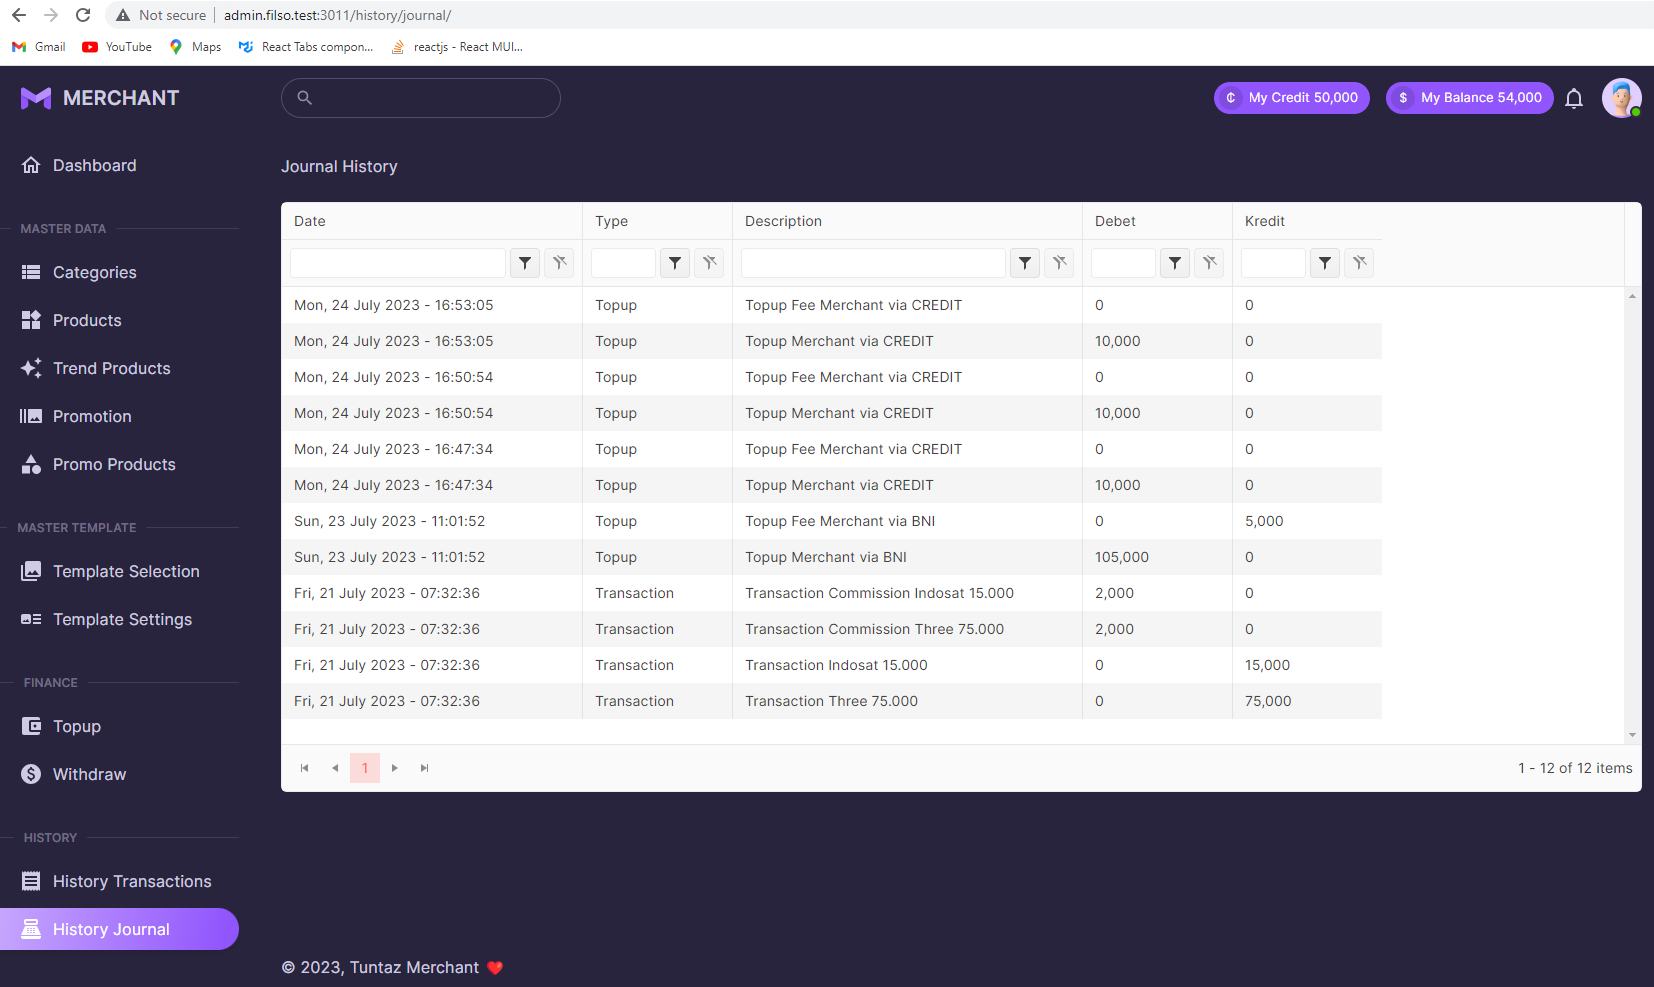 Not secure | admin.filso.test:3011/history/journal/
Gmail YouTube Maps React Tabs compon... reactjs - React MUI...
MERCHANT
₵ My Credit 50,000 $ My Balance 54,000
Dashboard
MASTER DATA
Categories
Products
Trend Products
Promotion
Promo Products
MASTER TEMPLATE
Template Selection
Template Settings
FINANCE
Topup
Withdraw
HISTORY
History Transactions
History Journal
Journal History
Date Type Description Debet Kredit
Mon, 24 July 2023 - 16:53:05 Topup Topup Fee Merchant via CREDIT 0 0
Mon, 24 July 2023 - 16:53:05 Topup Topup Merchant via CREDIT 10,000 0
Mon, 24 July 2023 - 16:50:54 Topup Topup Fee Merchant via CREDIT 0 0
Mon, 24 July 2023 - 16:50:54 Topup Topup Merchant via CREDIT 10,000 0
Mon, 24 July 2023 - 16:47:34 Topup Topup Fee Merchant via CREDIT 0 0
Mon, 24 July 2023 - 16:47:34 Topup Topup Merchant via CREDIT 10,000 0
Sun, 23 July 2023 - 11:01:52 Topup Topup Fee Merchant via BNI 0 5,000
Sun, 23 July 2023 - 11:01:52 Topup Topup Merchant via BNI 105,000 0
Fri, 21 July 2023 - 07:32:36 Transaction Transaction Commission Indosat 15.000 2,000 0
Fri, 21 July 2023 - 07:32:36 Transaction Transaction Commission Three 75.000 2,000 0
Fri, 21 July 2023 - 07:32:36 Transaction Transaction Indosat 15.000 0 15,000
Fri, 21 July 2023 - 07:32:36 Transaction Transaction Three 75.000 0 75,000
1 1 - 12 of 12 items
© 2023, Tuntaz Merchant ❤️